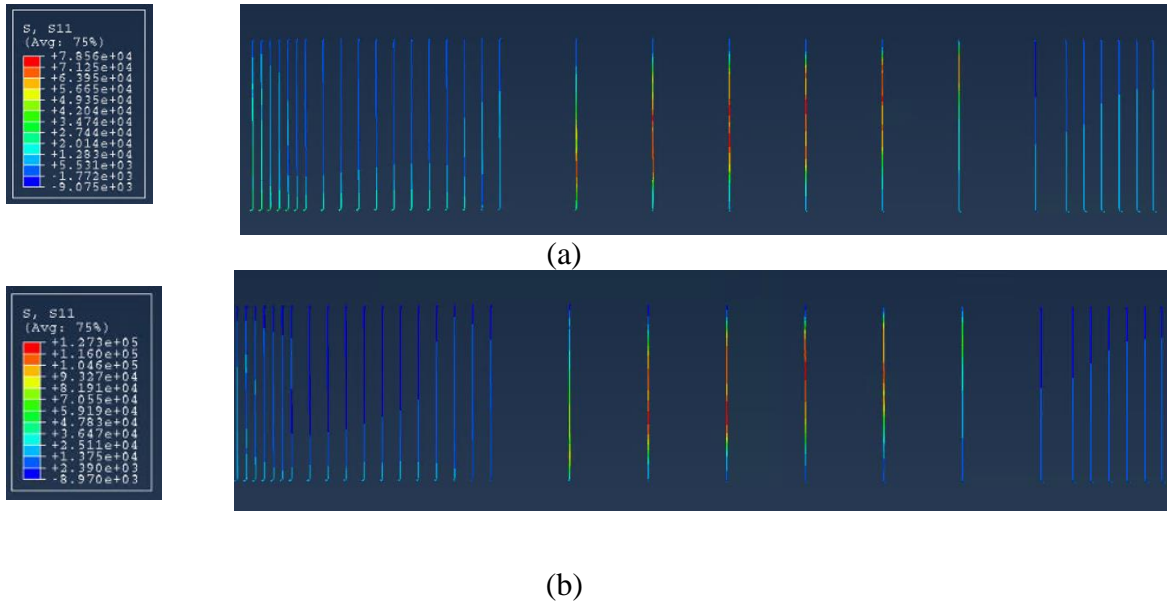 S, S11
(Avg: 75%)
+7.856e+04
+7.125e+04
+6.395e+04
+5.665e+04
+4.935e+04
+4.204e+04
+3.474e+04
+2.744e+04
+2.014e+04
+1.283e+04
+5.531e+03
-1.772e+03
-9.075e+03
(a)
S, S11
(Avg: 75%)
+1.273e+05
+1.160e+05
+1.046e+05
+9.327e+04
+8.191e+04
+7.055e+04
+5.919e+04
+4.783e+04
+3.647e+04
+2.511e+04
+1.375e+04
+2.390e+03
-8.970e+03
(b)